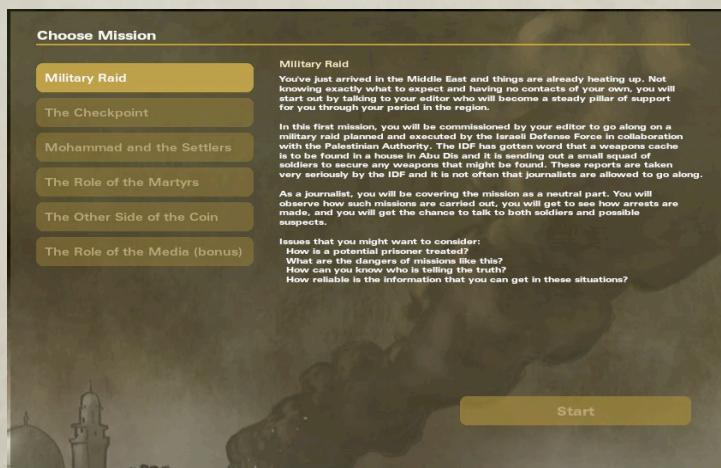 Choose Mission
Military Raid
The Checkpoint
Mohammad and the Settlers
The Role of the Martyrs
The Other Side of the Coin
The Role of the Media (bonus)
Military Raid
You've just arrived in the Middle East and things are already heating up. Not
knowing exactly what to expect and having no contacts of your own, you will
start out by talking to your editor who will become a steady pillar of support
for you through your period in the region.
In this first mission, you will be commissioned by your editor to go along on a
military raid planned and executed by the Israeli Defense Force in collaboration
with the Palestinian Authority. The IDF has gotten word that a weapons cache
is to be found in a house in Abu Dis and it is sending out a small squad of
soldiers to secure any weapons that might be found. These reports are taken
very seriously by the IDF and it is not often that journalists are allowed to go along.
As a journalist, you will be covering the mission as a neutral part. You will
observe how such missions are carried out, you will get to see how arrests are
made, and you will get the chance to talk to both soldiers and possible
suspects.
Issues that you might want to consider:
How is a potential prisoner treated?
What are the dangers of missions like this?
How can you know who is telling the truth?
How reliable is the information that you can get in these situations?
Start